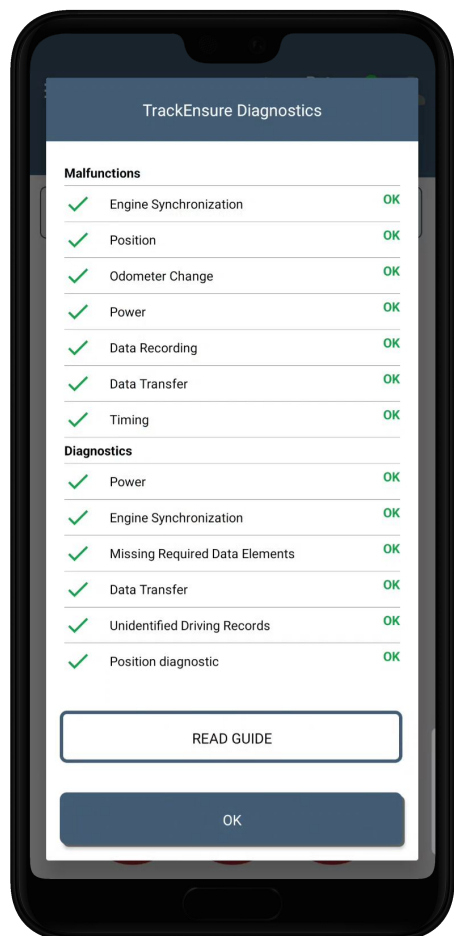 TrackEnsure Diagnostics
Malfunctions
Engine Synchronization OK
Position OK
Odometer Change OK
Power OK
Data Recording OK
Data Transfer OK
Timing OK
Diagnostics
Power OK
Engine Synchronization OK
Missing Required Data Elements OK
Data Transfer OK
Unidentified Driving Records OK
Position diagnostic OK
READ GUIDE
OK